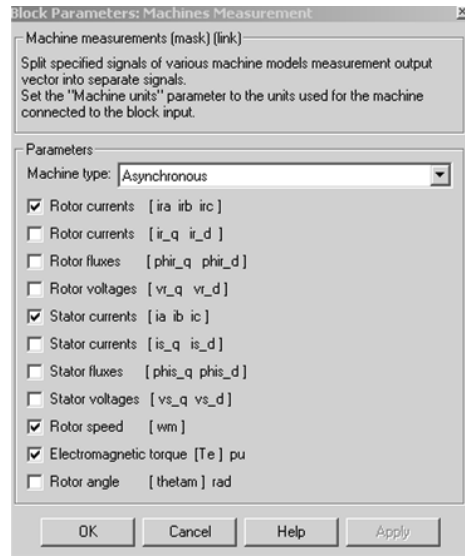 Block Parameters: Machines Measurement
Machine measurements (mask) (link)
Split specified signals of various machine models measurement output
vector into separate signals.
Set the "Machine units" parameter to the units used for the machine
connected to the block input.
Parameters
Machine type: Asynchronous
Rotor currents [ ira irb irc ]
Rotor currents [ ir_q ir_d ]
Rotor fluxes [ phir_q phir_d ]
Rotor voltages [ vr_q vr_d ]
Stator currents [ ia ib ic ]
Stator currents [ is_q is_d ]
Stator fluxes [ phis_q phis_d ]
Stator voltages [ vs_q vs_d ]
Rotor speed [ wm ]
Electromagnetic torque [Te ] pu
Rotor angle [ thetam ] rad
OK Cancel Help Apply